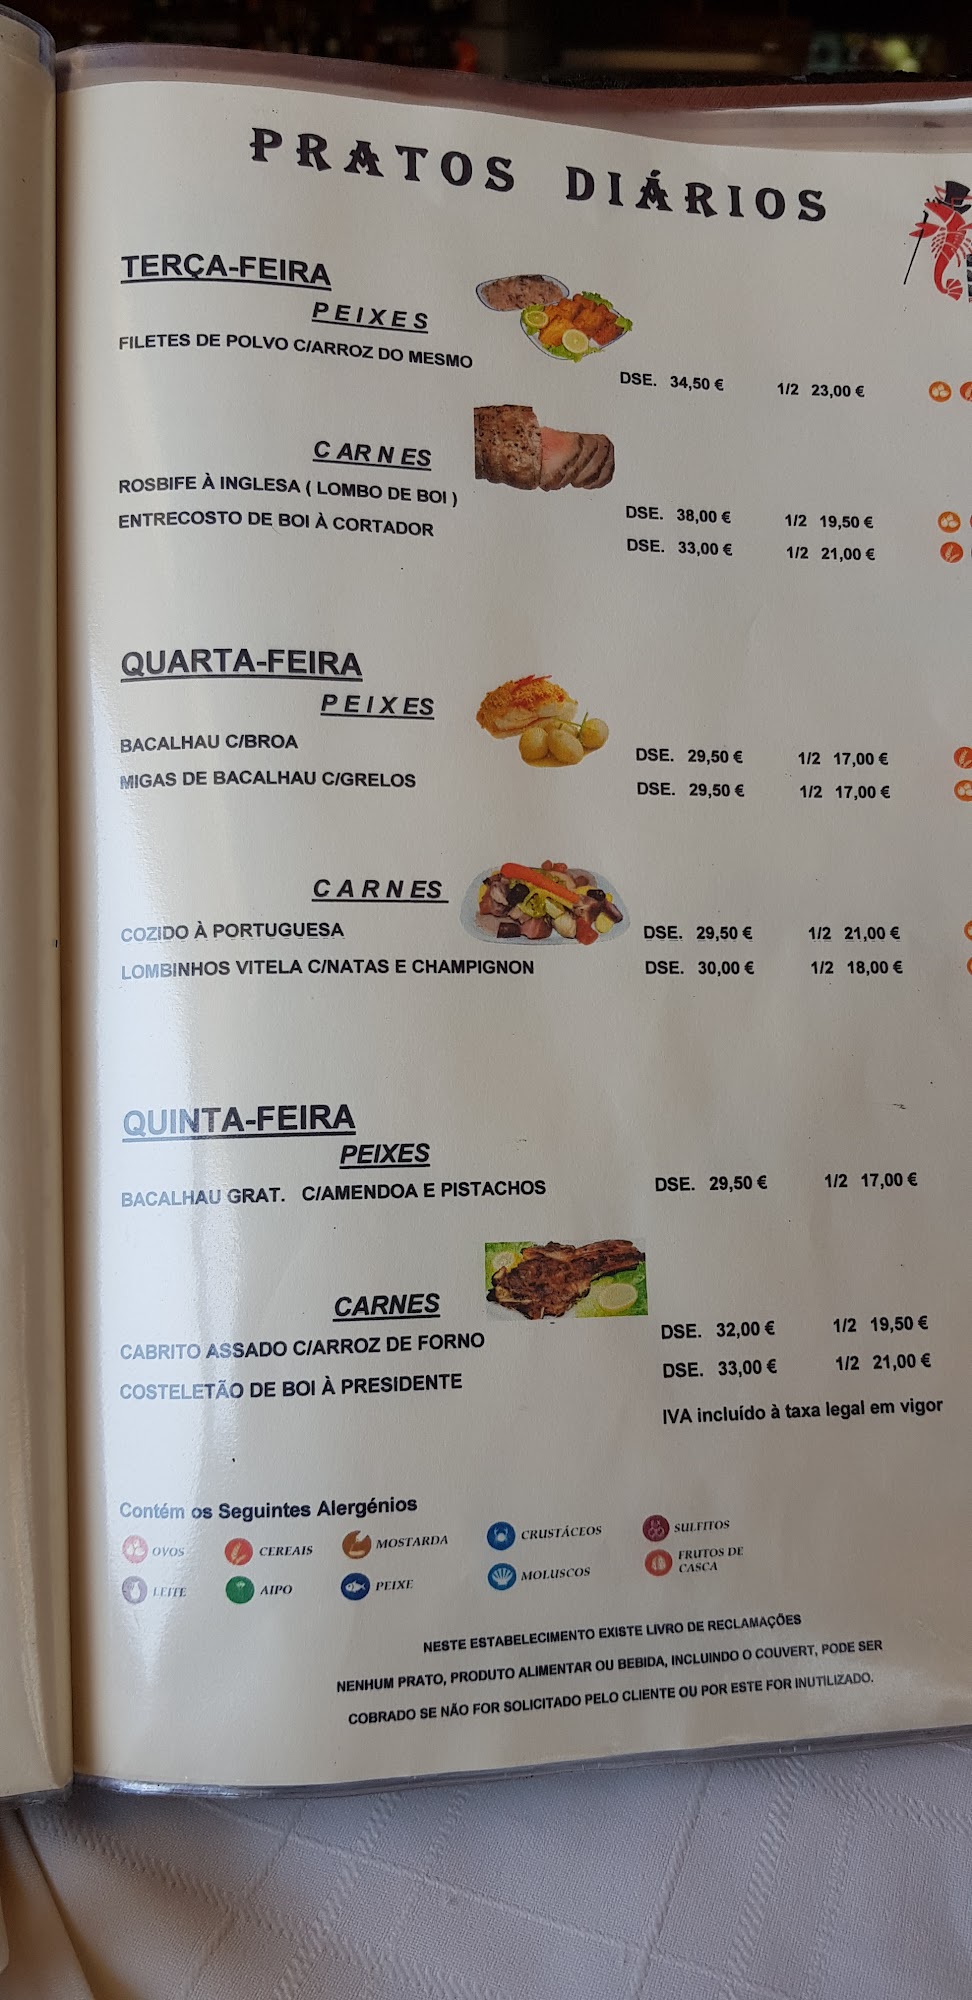 PRATOS DIÁRIOS
TERÇA-FEIRA
PEIXES
FILETES DE POLVO C/ARROZ DO MESMO DSE. 34,50 € 1/2 23,00 €
CARNES
ROSBIFE À INGLESA ( LOMBO DE BOI ) DSE. 38,00 € 1/2 19,50 €
ENTRECOSTO DE BOI À CORTADOR DSE. 33,00 € 1/2 21,00 €
QUARTA-FEIRA
PEIXES
BACALHAU C/BROA DSE. 29,50 € 1/2 17,00 €
MIGAS DE BACALHAU C/GRELOS DSE. 29,50 € 1/2 17,00 €
CARNES
COZIDO À PORTUGUESA DSE. 29,50 € 1/2 21,00 €
LOMBINHOS VITELA C/NATAS E CHAMPIGNON DSE. 30,00 € 1/2 18,00 €
QUINTA-FEIRA
PEIXES
BACALHAU GRAT. C/AMENDOA E PISTACHOS DSE. 29,50 € 1/2 17,00 €
CARNES
CABRITO ASSADO C/ARROZ DE FORNO DSE. 32,00 € 1/2 19,50 €
COSTELETÃO DE BOI À PRESIDENTE DSE. 33,00 € 1/2 21,00 €
IVA incluído à taxa legal em vigor
Contém os Seguintes Alergénios
OVOS CEREAIS MOSTARDA CRUSTÁCEOS SULFITOS
LEITE AIPO PEIXE MOLUSCOS FRUTOS DE
CASCA
NESTE ESTABELECIMENTO EXISTE LIVRO DE RECLAMAÇÕES
NENHUM PRATO, PRODUTO ALIMENTAR OU BEBIDA, INCLUINDO O COUVERT, PODE SER
COBRADO SE NÃO FOR SOLICITADO PELO CLIENTE OU POR ESTE FOR INUTILIZADO.